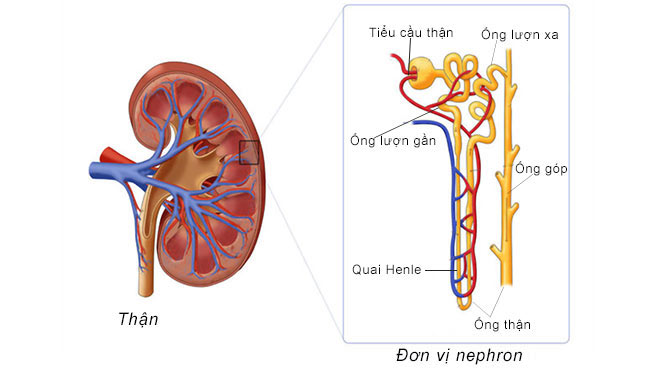 Tiểu cầu thận
Ống lượn xa
Ống lượn gần
Ống góp
Quai Henle
Ống thận
Thận
Đơn vị nephron